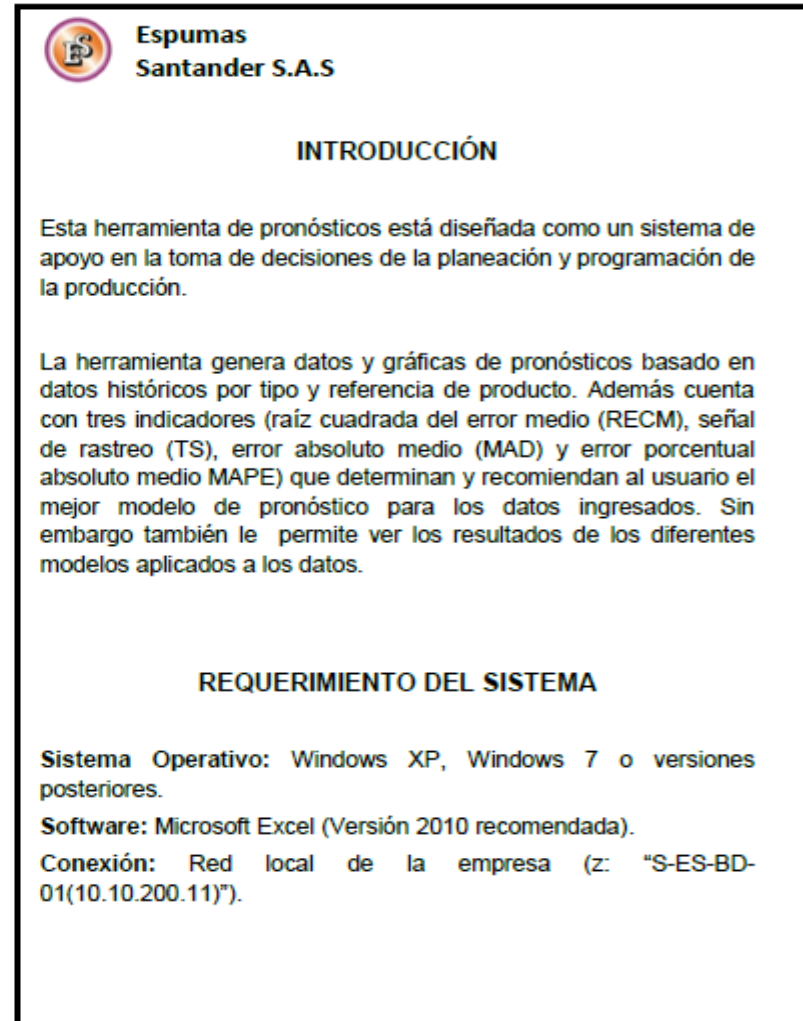 ES
Espumas
Santander S.A.S
INTRODUCCIÓN
Esta herramienta de pronósticos está diseñada como un sistema de
apoyo en la toma de decisiones de la planeación y programación de
la producción.
La herramienta genera datos y gráficas de pronósticos basado en
datos históricos por tipo y referencia de producto. Además cuenta
con tres indicadores (raíz cuadrada del error medio (RECM), señal
de rastreo (TS), error absoluto medio (MAD) y error porcentual
absoluto medio MAPE) que determinan y recomiendan al usuario el
mejor modelo de pronóstico para los datos ingresados. Sin
embargo también le permite ver los resultados de los diferentes
modelos aplicados a los datos.
REQUERIMIENTO DEL SISTEMA
Sistema Operativo: Windows XP, Windows 7 o versiones
posteriores.
Software: Microsoft Excel (Versión 2010 recomendada).
Conexión: Red local de la empresa (z: “S-ES-BD-
01(10.10.200.11)”).